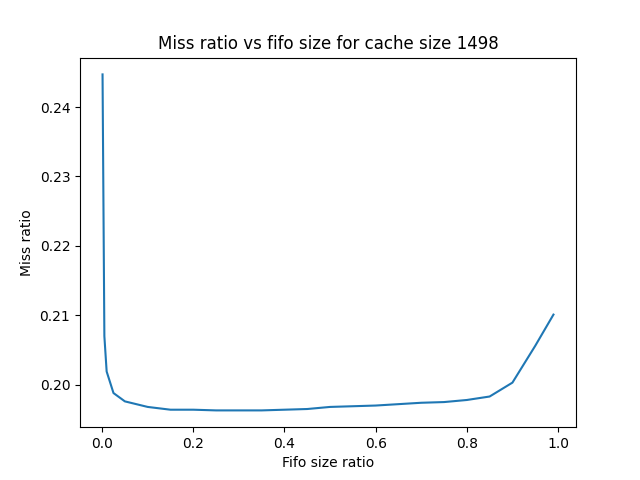 Miss ratio vs fifo size for cache size 1498
0.24
0.23
0.22
0.21
0.20
Miss ratio
0.0 0.2 0.4 0.6 0.8 1.0
Fifo size ratio